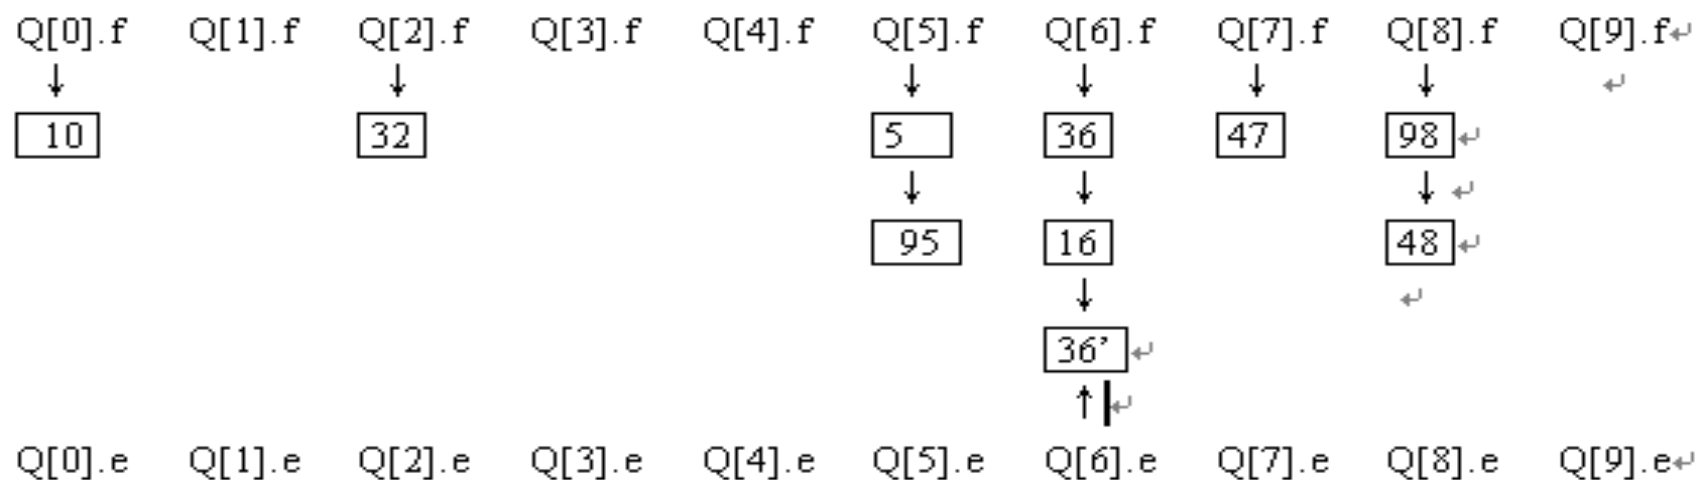 Q[0].f Q[1].f Q[2].f Q[3].f Q[4].f Q[5].f Q[6].f Q[7].f Q[8].f Q[9].f↵
↓ ↓ ↓ ↓ ↓ ↓ ↵
10 32 5 36 47 98↵
↓ ↓ ↓ ↵
95 16 48↵
↓ ↵
36’↵
↑ ↵
Q[0].e Q[1].e Q[2].e Q[3].e Q[4].e Q[5].e Q[6].e Q[7].e Q[8].e Q[9].e↵